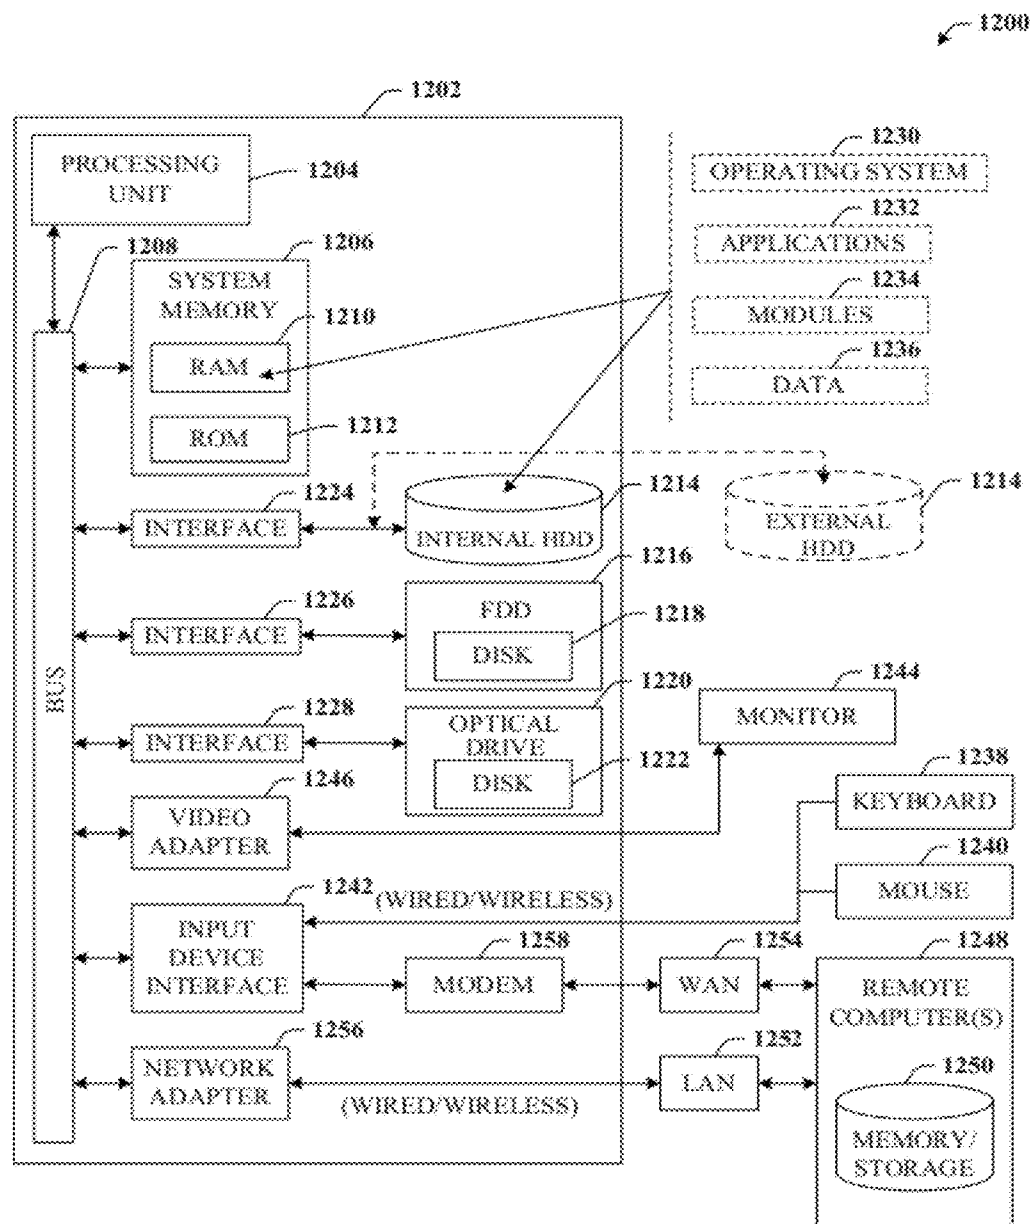 1200
1202
PROCESSING
UNIT
1204
1208
1206
SYSTEM
MEMORY
1210
RAM
ROM
1212
1230
OPERATING SYSTEM
1232
APPLICATIONS
1234
MODULES
1236
DATA
1224
INTERFACE
1214
INTERNAL HDD
1214
EXTERNAL
HDD
1226
INTERFACE
1216
FDD
1218
DISK
BUS
1228
INTERFACE
1220
OPTICAL
DRIVE
1222
DISK
1244
MONITOR
1246
VIDEO
ADAPTER
1238
KEYBOARD
1240
MOUSE
1242
(WIRED/WIRELESS)
INPUT
DEVICE
INTERFACE
1258
MODEM
1254
WAN
1248
REMOTE
COMPUTER(S)
1256
NETWORK
ADAPTER
(WIRED/WIRELESS)
1252
LAN
1250
MEMORY/
STORAGE